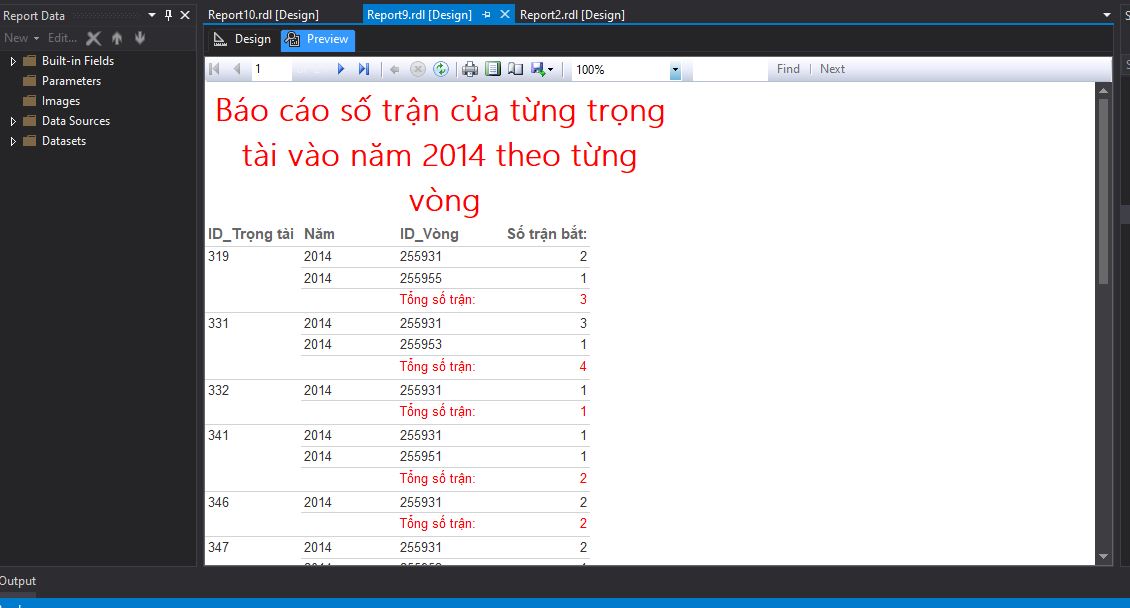 Report Data
New Edit...
Built-in Fields
Parameters
Images
Data Sources
Datasets
Report10.rdl [Design] Report9.rdl [Design] Report2.rdl [Design]
Design Preview
1 100% Find Next
Báo cáo số trận của từng trọng
tài vào năm 2014 theo từng
vòng
ID_Trọng tài Năm ID_Vòng Số trận bắt:
319 2014 255931 2
2014 255955 1
Tổng số trận: 3
331 2014 255931 3
2014 255953 1
Tổng số trận: 4
332 2014 255931 1
Tổng số trận: 1
341 2014 255931 1
2014 255951 1
Tổng số trận: 2
346 2014 255931 2
Tổng số trận: 2
347 2014 255931 2
Output